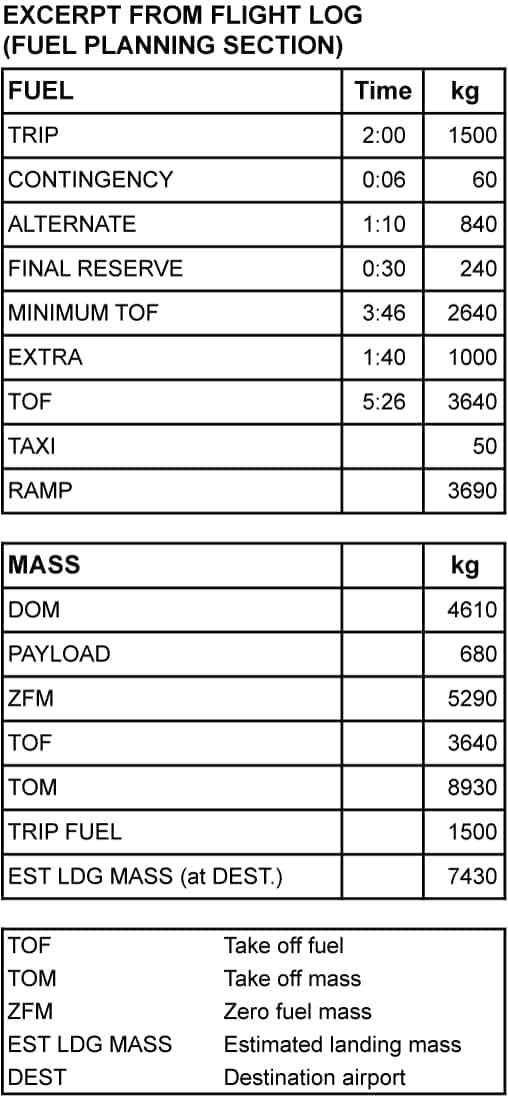 EXCERPT FROM FLIGHT LOG
(FUEL PLANNING SECTION)
FUEL Time kg
TRIP 2:00 1500
CONTINGENCY 0:06 60
ALTERNATE 1:10 840
FINAL RESERVE 0:30 240
MINIMUM TOF 3:46 2640
EXTRA 1:40 1000
TOF 5:26 3640
TAXI 50
RAMP 3690
MASS kg
DOM 4610
PAYLOAD 680
ZFM 5290
TOF 3640
TOM 8930
TRIP FUEL 1500
EST LDG MASS (at DEST.) 7430
TOF Take off fuel
TOM Take off mass
ZFM Zero fuel mass
EST LDG MASS Estimated landing mass
DEST Destination airport